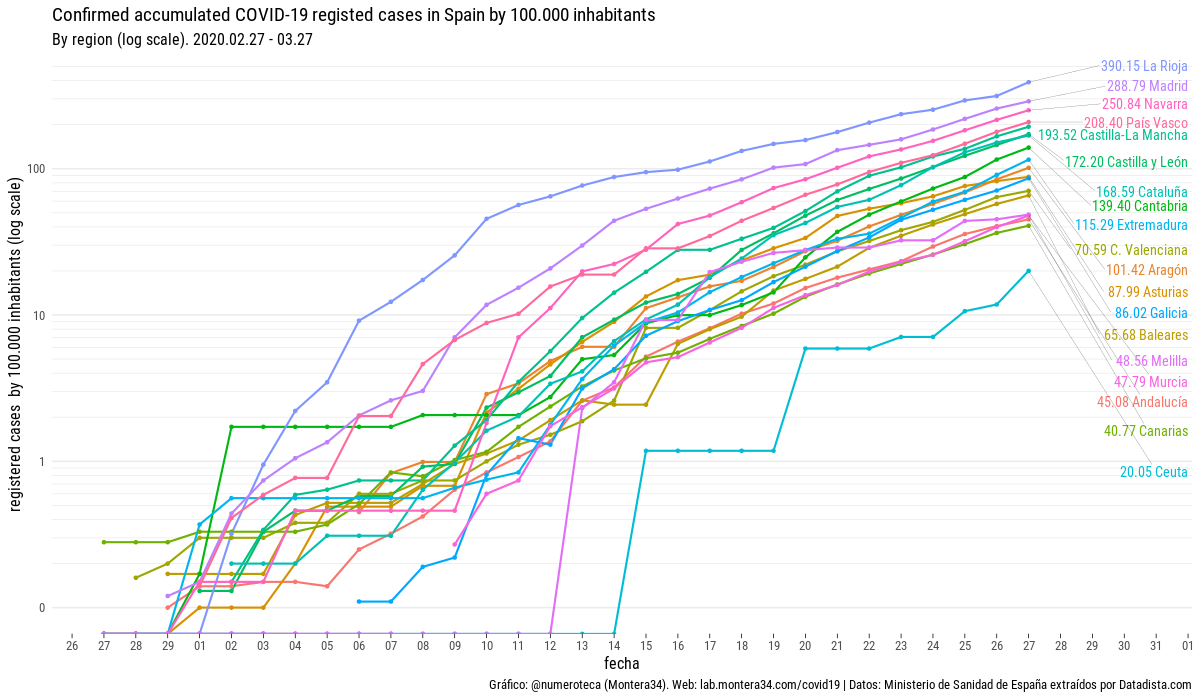 Confirmed accumulated COVID-19 registed cases in Spain by 100.000 inhabitants
By region (log scale). 2020.02.27 - 03.27
registered cases by 100.000 inhabitants (log scale)
100
10
1
0
390.15 La Rioja
288.79 Madrid
250.84 Navarra
208.40 País Vasco
193.52 Castilla-La Mancha
172.20 Castilla y León
168.59 Cataluña
139.40 Cantabria
115.29 Extremadura
70.59 C. Valenciana
101.42 Aragón
87.99 Asturias
86.02 Galicia
65.68 Baleares
48.56 Melilla
47.79 Murcia
45.08 Andalucía
40.77 Canarias
20.05 Ceuta
26 27 28 29 01 02 03 04 05 06 07 08 09 10 11 12 13 14 15 16 17 18 19 20 21 22 23 24 25 26 27 28 29 30 31 01
fecha
Gráfico: @numeroteca (Montera34). Web: lab.montera34.com/covid19 | Datos: Ministerio de Sanidad de España extraídos por Datadista.com